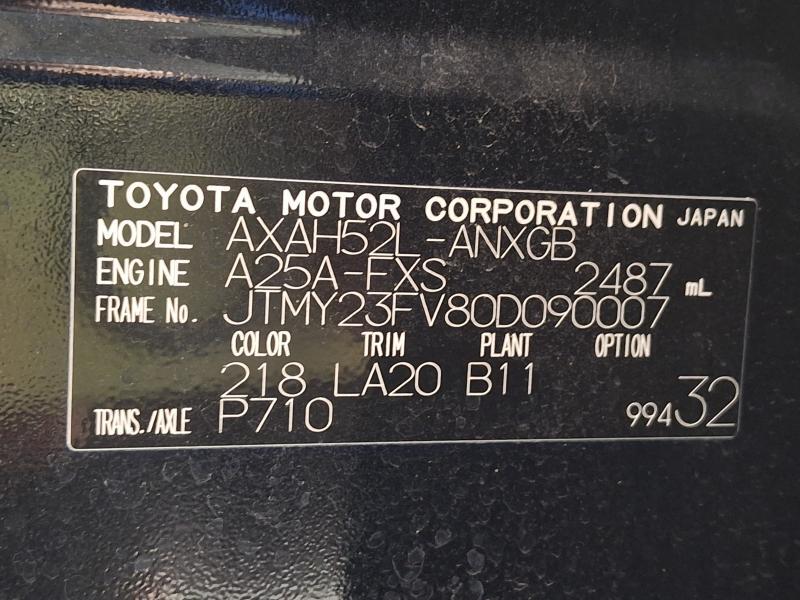 TOYOTA MOTOR CORPORATION JAPAN
MODEL AXAH52L-ANXGB
ENGINE A25A-FXS 2487 mL
FRAME No. JTMY23FV80D090007
COLOR TRIM PLANT OPTION
218 LA20 B11
TRANS./AXLE P710 99432